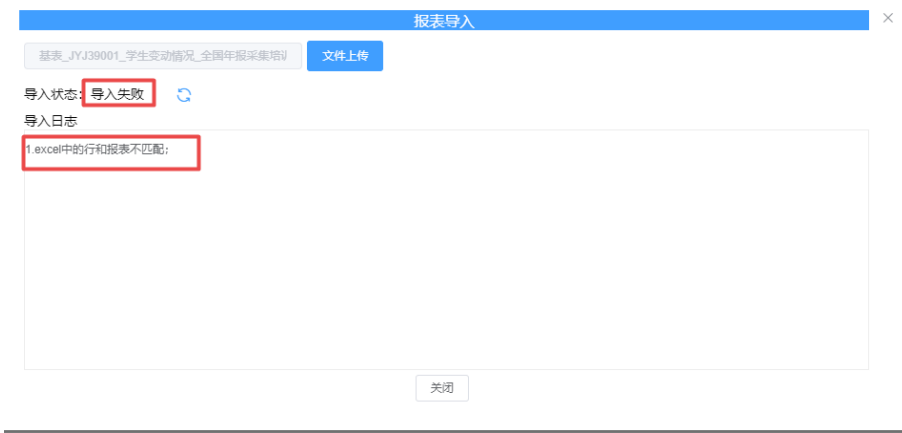 报表导入
基表_JYJ39001_学生变动情况_全国年报采集培训
文件上传
导入状态: 导入失败
导入日志
1.excel中的行和报表不匹配;
关闭